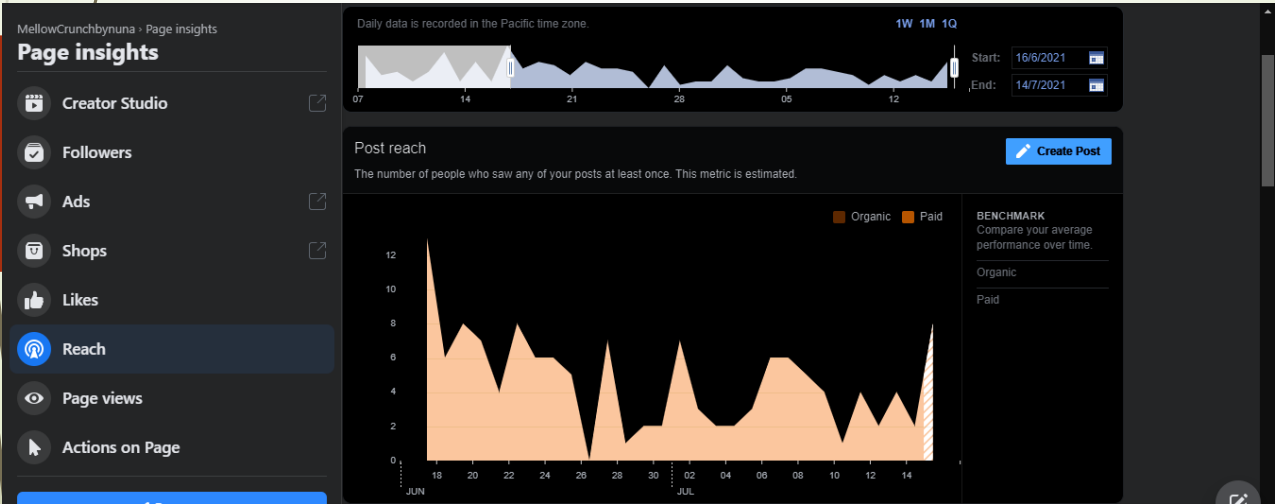 MellowCrunchbynuna › Page insights
Page insights
Creator Studio
Followers
Ads
Shops
Likes
Reach
Page views
Actions on Page
Daily data is recorded in the Pacific time zone.
1W 1M 1Q
Start: 16/6/2021
End: 14/7/2021
07 14 21 28 05 12
Post reach
Create Post
The number of people who saw any of your posts at least once. This metric is estimated.
Organic Paid
BENCHMARK
Compare your average
performance over time.
Organic
Paid
12
10
8
6
4
2
0
18 20 22 24 26 28 30 02 04 06 08 10 12 14
JUN JUL